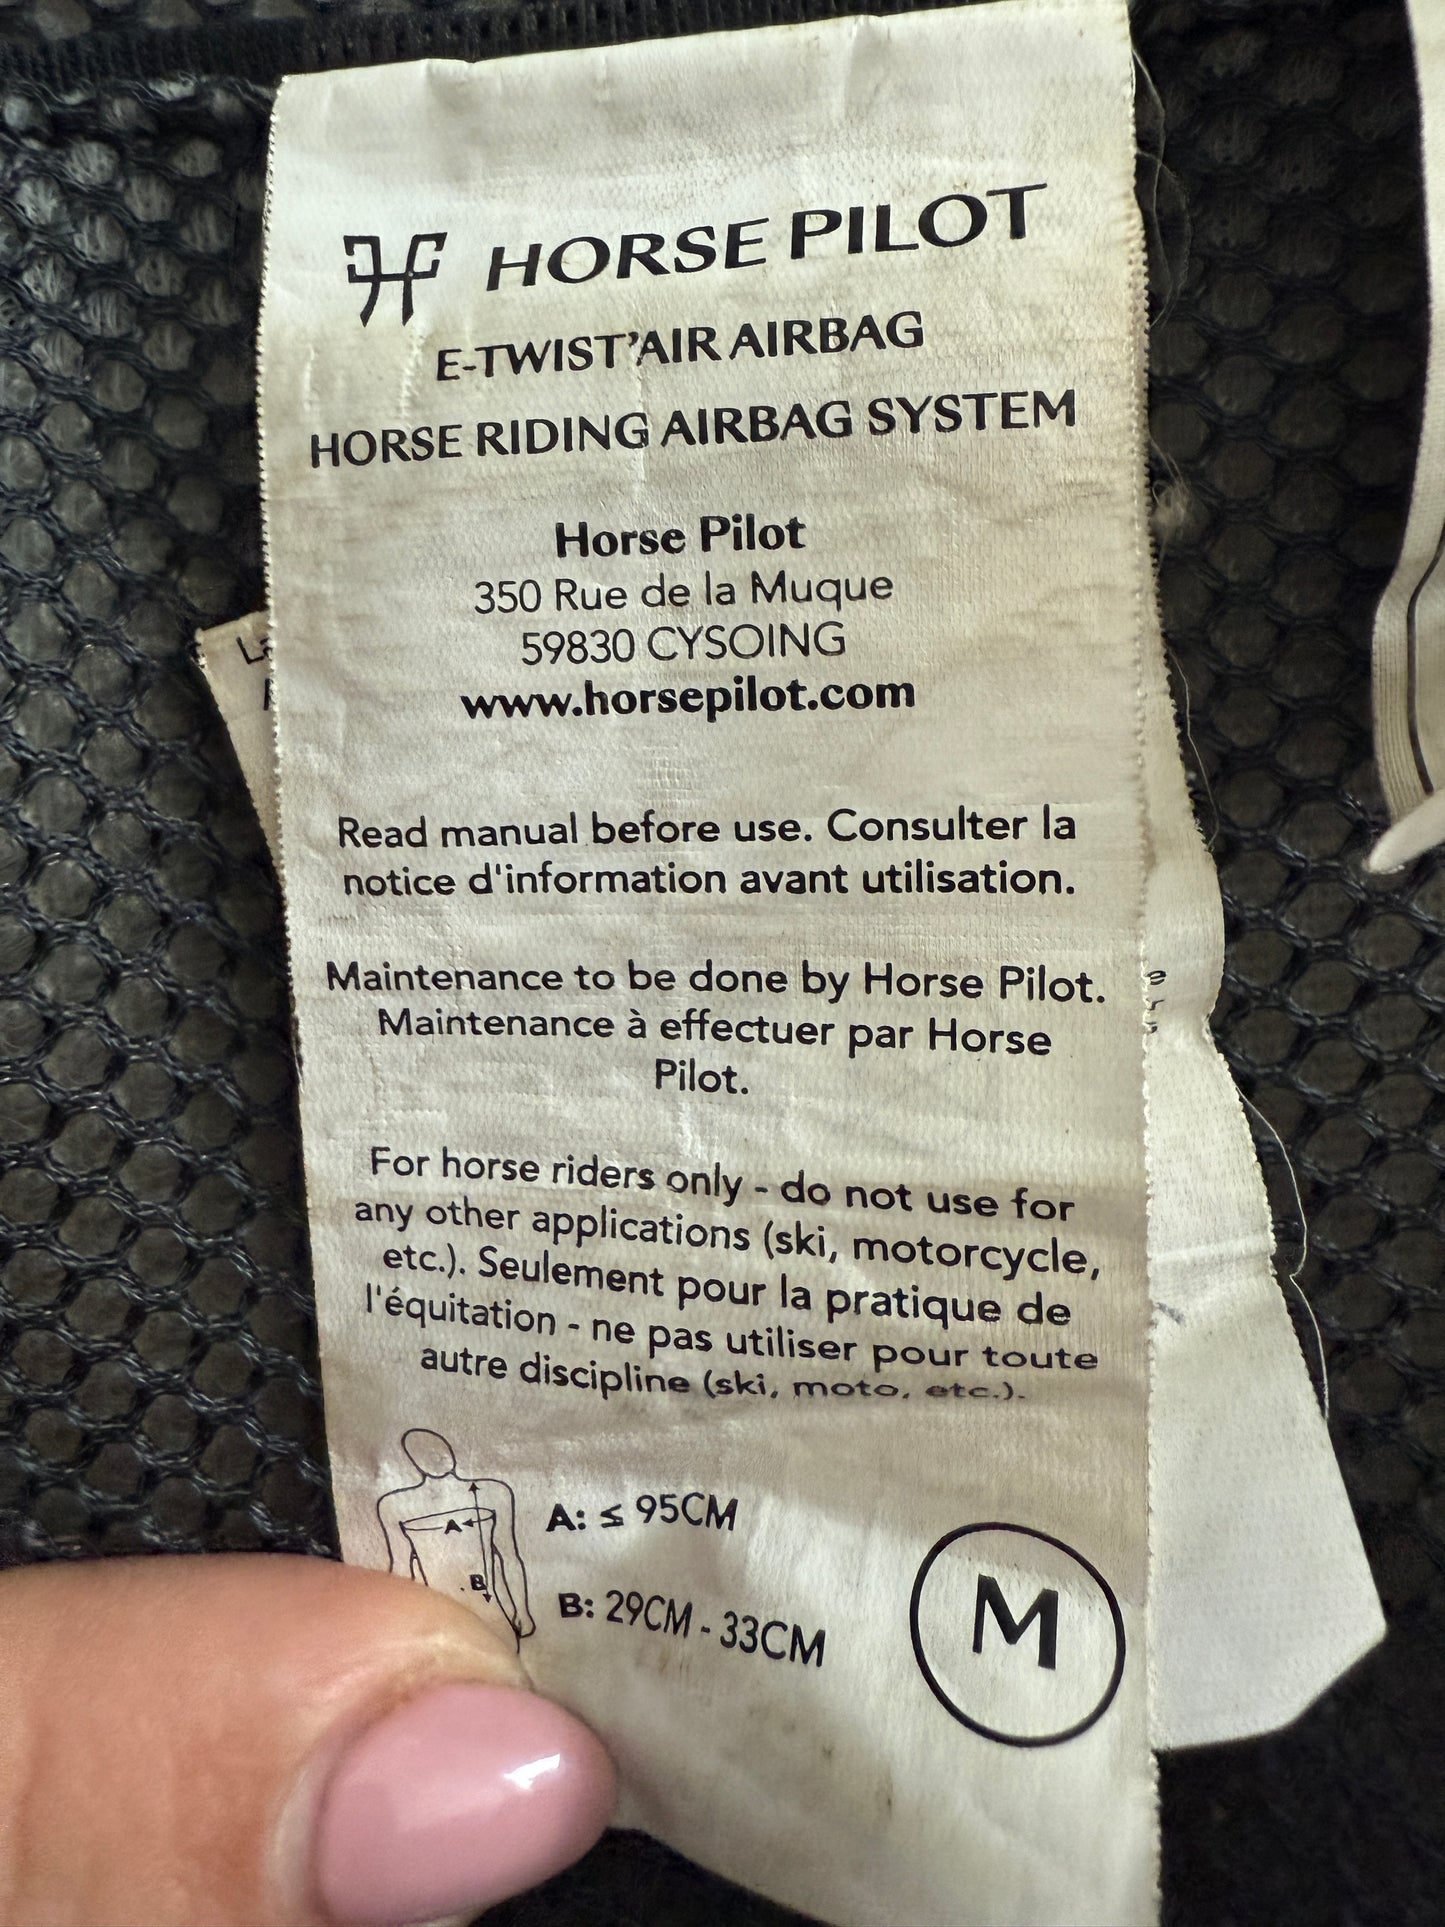 HORSE PILOT
E-TWIST'AIR AIRBAG
HORSE RIDING AIRBAG SYSTEM
Horse Pilot
350 Rue de la Muque
59830 CYSOING
www.horsepilot.com
Read manual before use. Consulter la
notice d'information avant utilisation.
Maintenance to be done by Horse Pilot.
Maintenance à effectuer par Horse
Pilot.
For horse riders only - do not use for
any other applications (ski, motorcycle,
etc.). Seulement pour la pratique de
l'équitation - ne pas utiliser pour toute
autre discipline (ski, moto, etc.).
A
B
A: ≤ 95CM
B: 29CM - 33CM
M